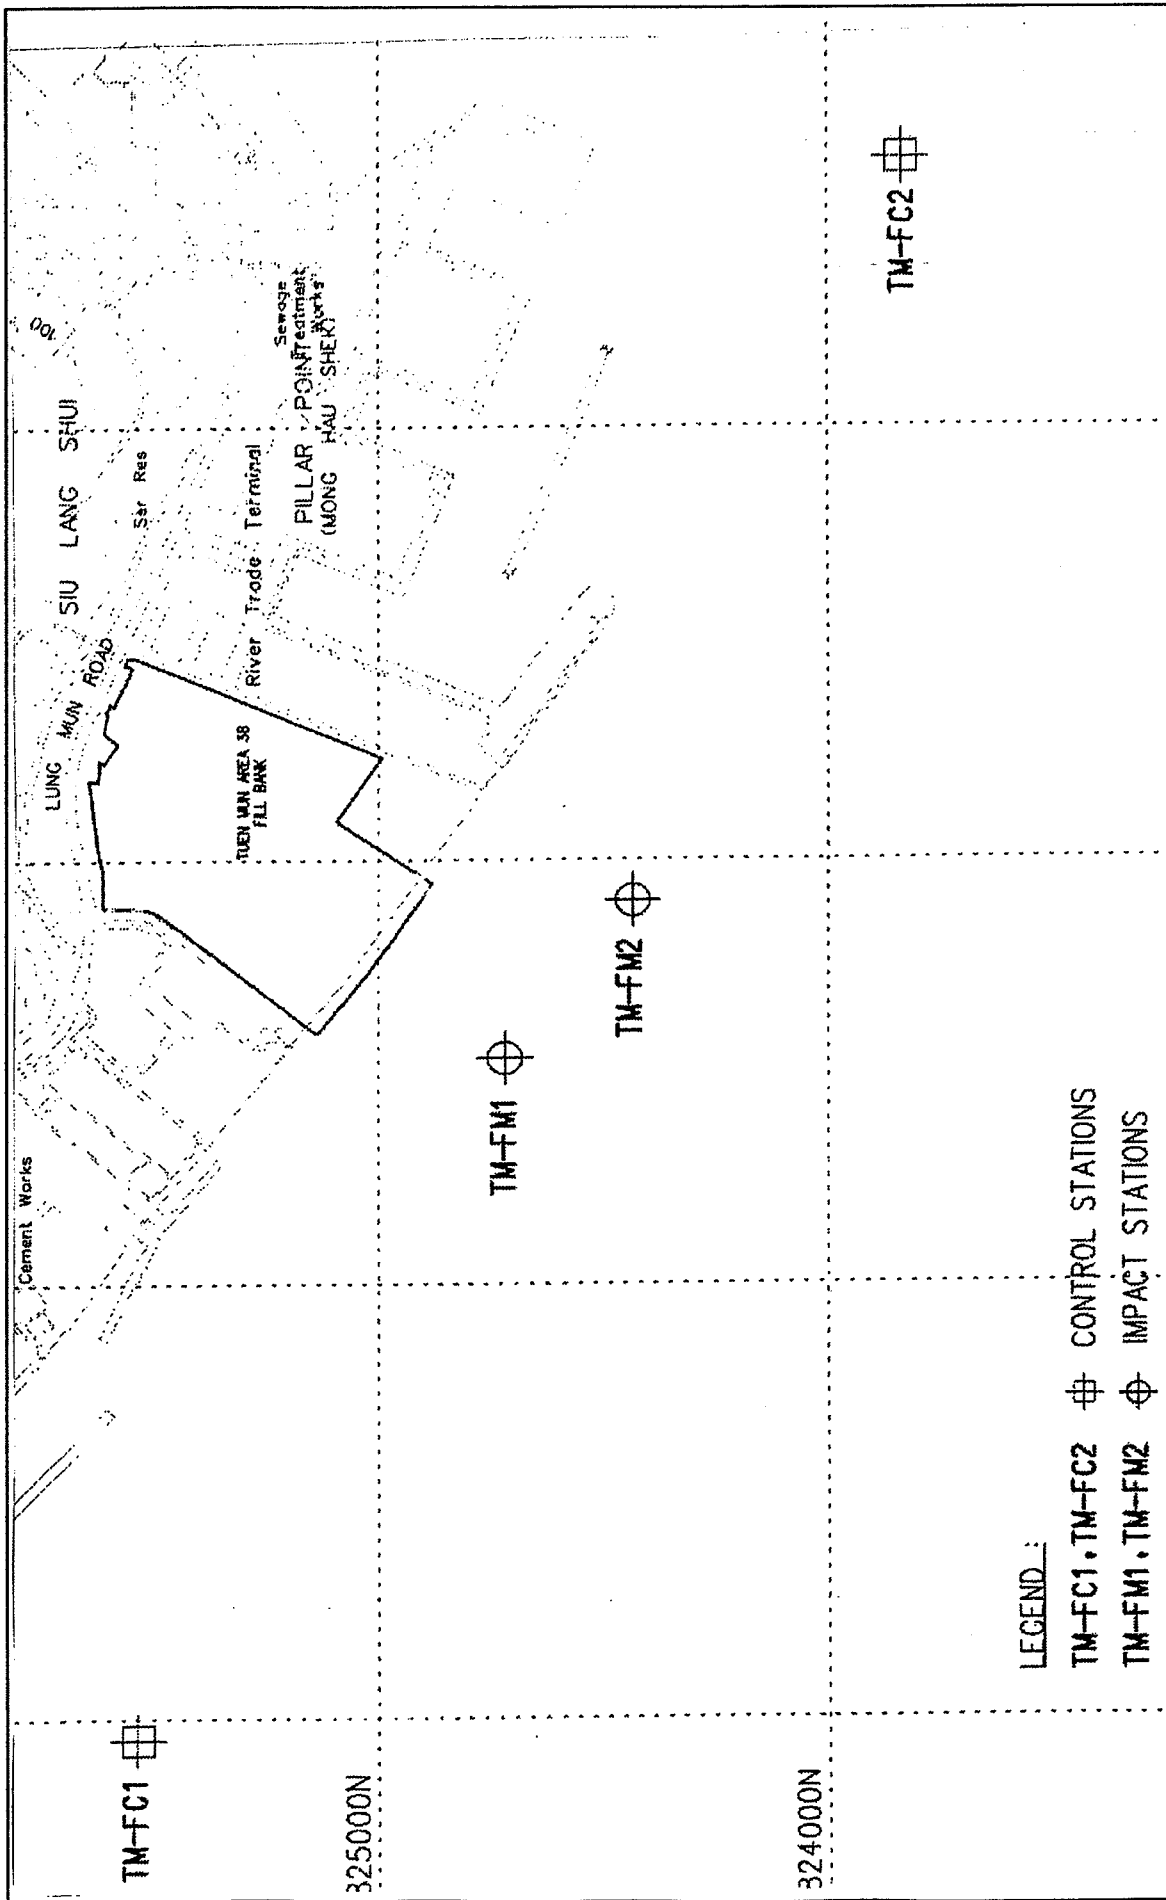 SIU LANG SHUI
100
LUNG MUN ROAD
Ser Res
Sewage
Treatment
Works
River Trade Terminal
PILLAR POINT
(MONG HAU SHEK)
TUEN MUN AREA 38
FILL BANK
Cement Works
TM-FC1
325000N
TM-FM1
TM-FM2
TM-FC2
324000N
LEGEND :
TM-FC1,TM-FC2 CONTROL STATIONS
TM-FM1,TM-FM2 IMPACT STATIONS